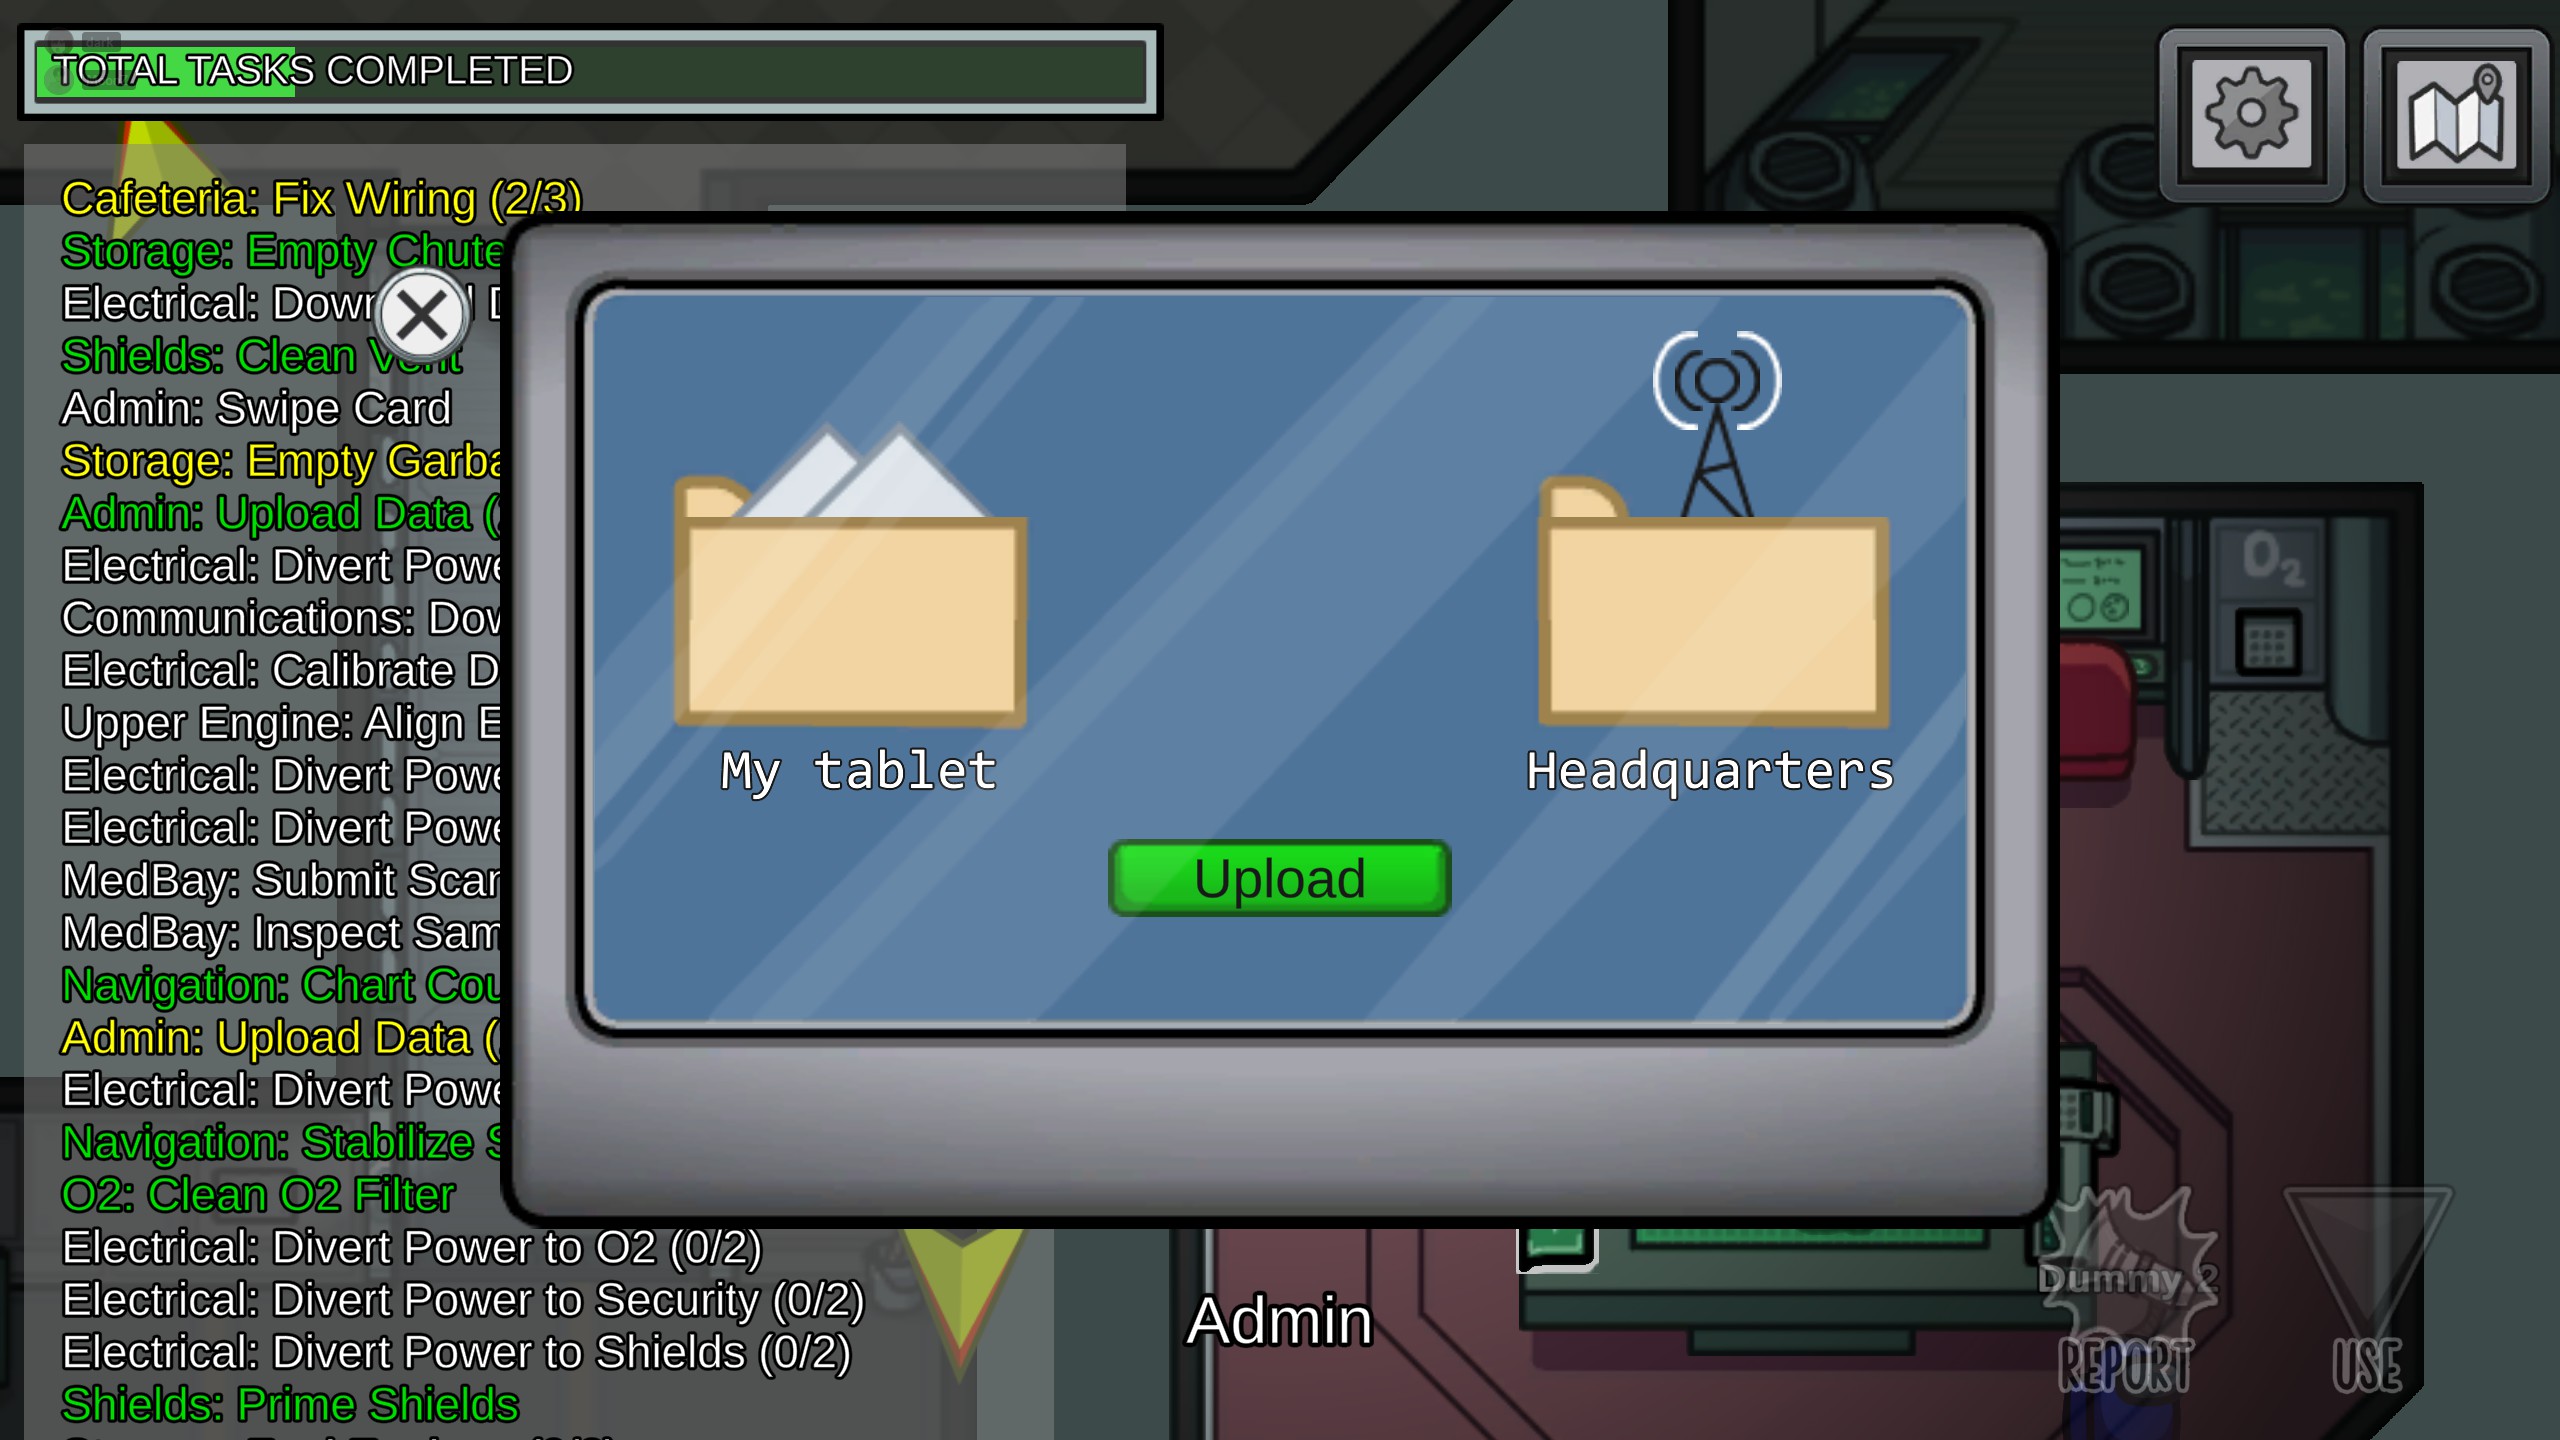 TOTAL TASKS COMPLETED
Cafeteria: Fix Wiring (2/3)
Storage: Empty Chute
Electrical: Down
Shields: Clean Vent
Admin: Swipe Card
Storage: Empty Garba
Admin: Upload Data (
Electrical: Divert Powe
Communications: Dow
Electrical: Calibrate D
Upper Engine: Align E
Electrical: Divert Powe
Electrical: Divert Powe
MedBay: Submit Scan
MedBay: Inspect Sam
Navigation: Chart Cou
Admin: Upload Data (
Electrical: Divert Powe
Navigation: Stabilize S
O2: Clean O2 Filter
Electrical: Divert Power to O2 (0/2)
Electrical: Divert Power to Security (0/2)
Electrical: Divert Power to Shields (0/2)
Shields: Prime Shields
My tablet
Headquarters
Upload
O2
Admin
Dummy 2
REPORT
USE